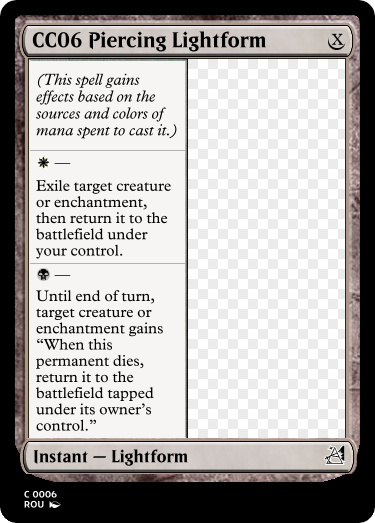 CC06 Piercing Lightform X
(This spell gains
effects based on the
sources and colors of
mana spent to cast it.)
—
Exile target creature
or enchantment,
then return it to the
battlefield under
your control.
—
Until end of turn,
target creature or
enchantment gains
“When this
permanent dies,
return it to the
battlefield tapped
under its owner's
control.”
Instant — Lightform
C 0006
ROU